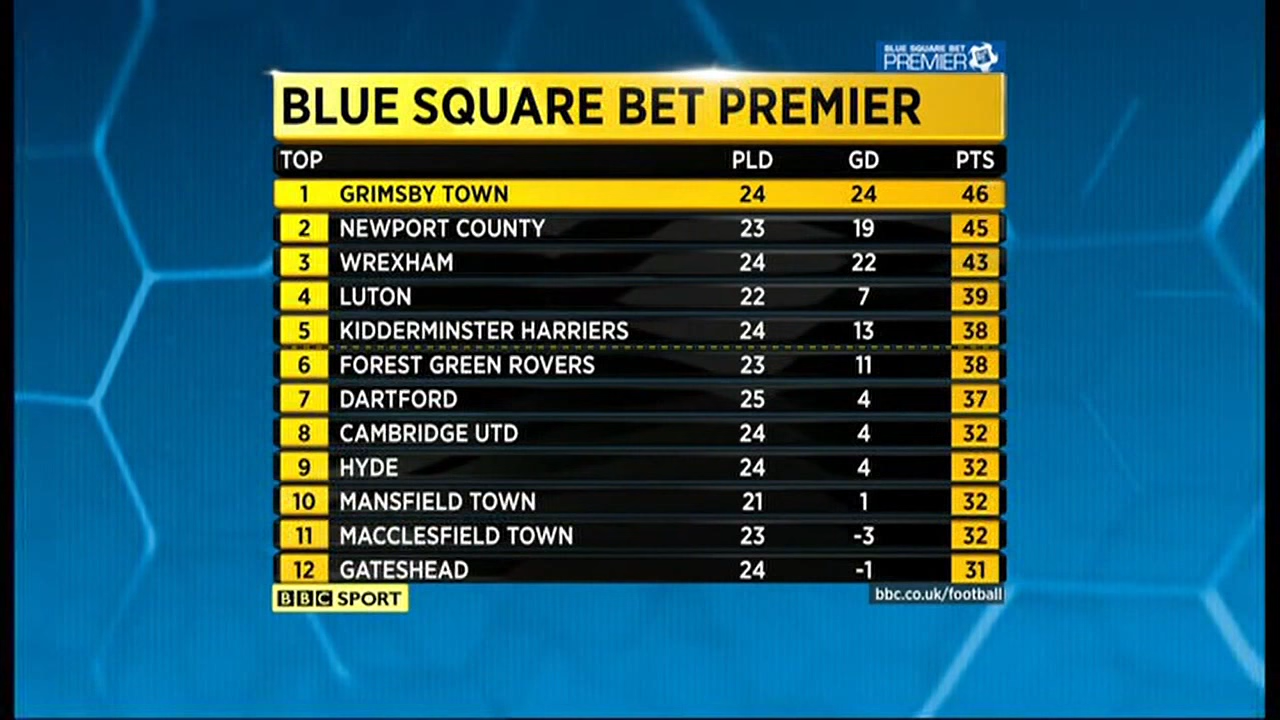 BLUE SQUARE BET
PREMIER
BLUE SQUARE BET PREMIER
TOP PLD GD PTS
1 GRIMSBY TOWN 24 24 46
2 NEWPORT COUNTY 23 19 45
3 WREXHAM 24 22 43
4 LUTON 22 7 39
5 KIDDERMINSTER HARRIERS 24 13 38
6 FOREST GREEN ROVERS 23 11 38
7 DARTFORD 25 4 37
8 CAMBRIDGE UTD 24 4 32
9 HYDE 24 4 32
10 MANSFIELD TOWN 21 1 32
11 MACCLESFIELD TOWN 23 -3 32
12 GATESHEAD 24 -1 31
BBC SPORT bbc.co.uk/football